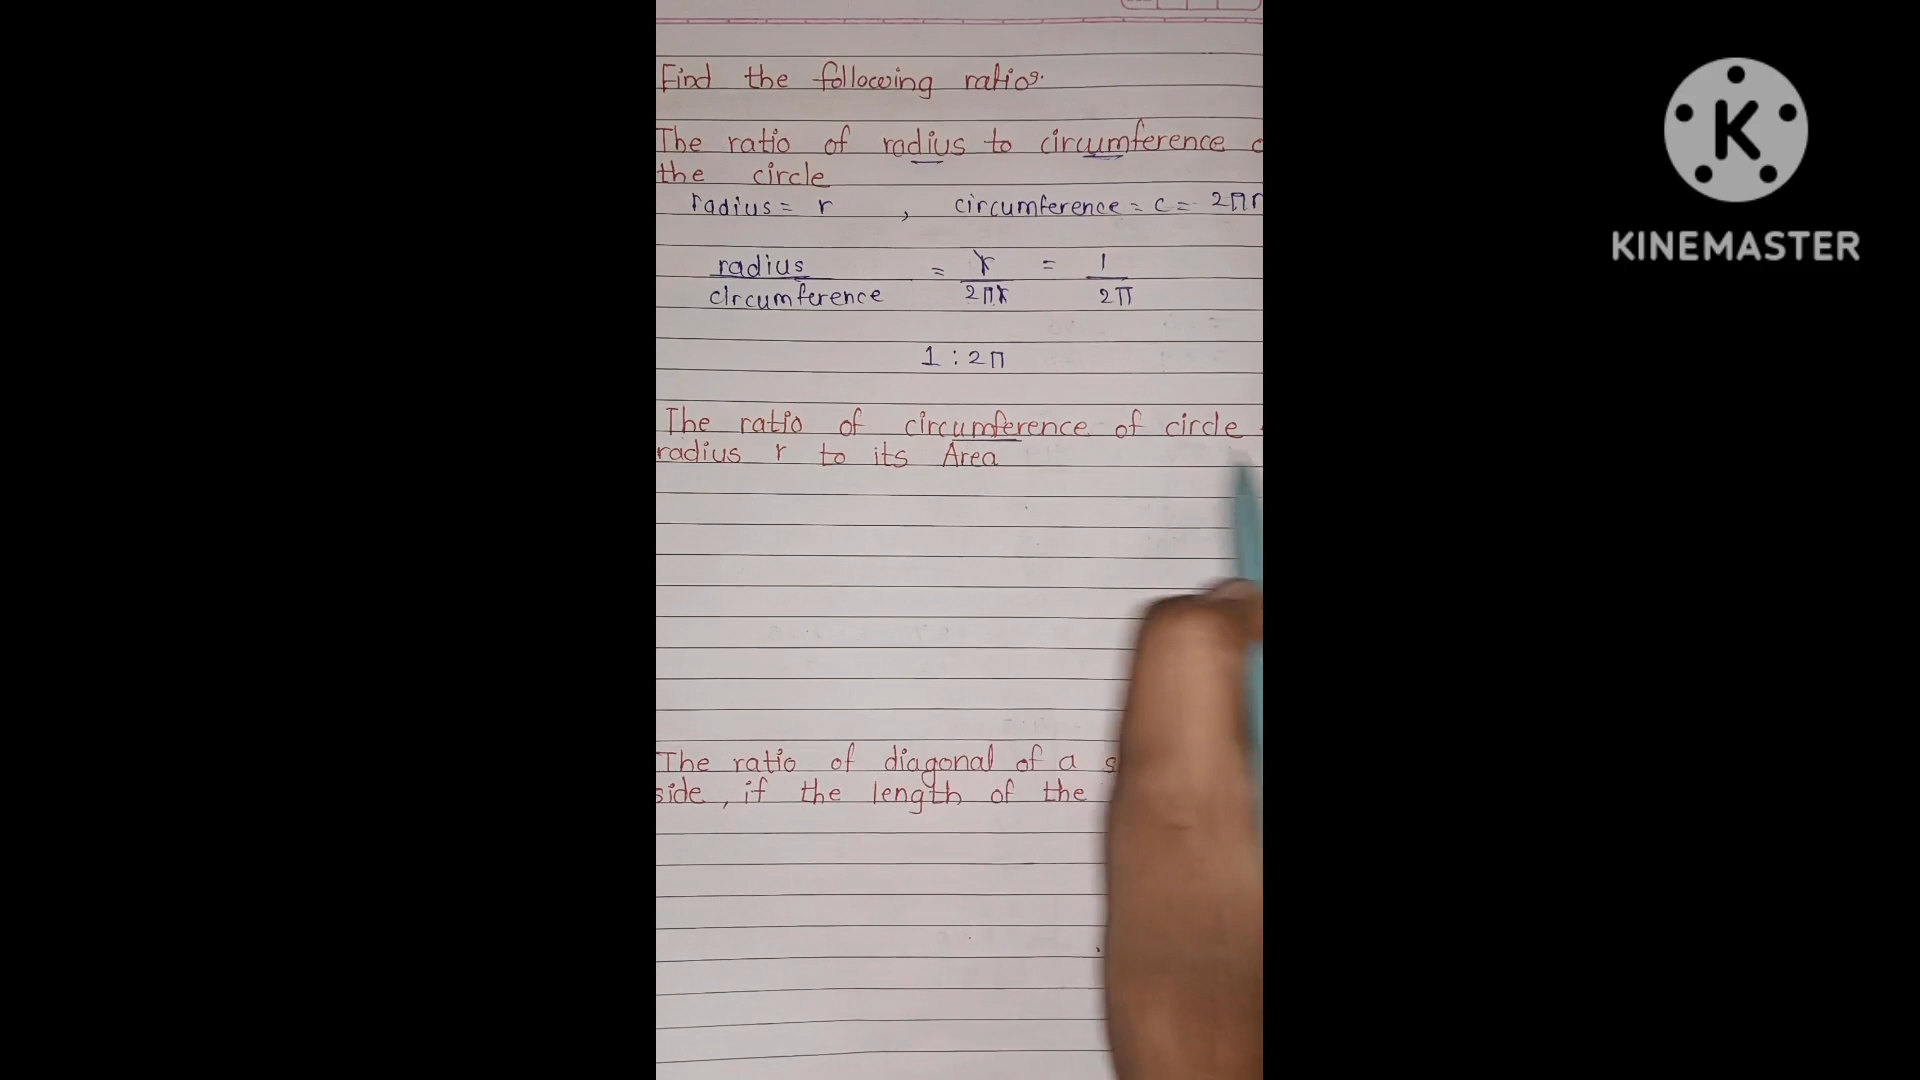 Find the following ratios.
The ratio of radius to circumference
the circle
radius = r , circumference = c = 2πr
radius / circumference = r / 2πr = 1 / 2π
1 : 2π
The ratio of circumference of circle
radius r to its Area
The ratio of diagonal of a
side, if the length of the
K
KINEMASTER